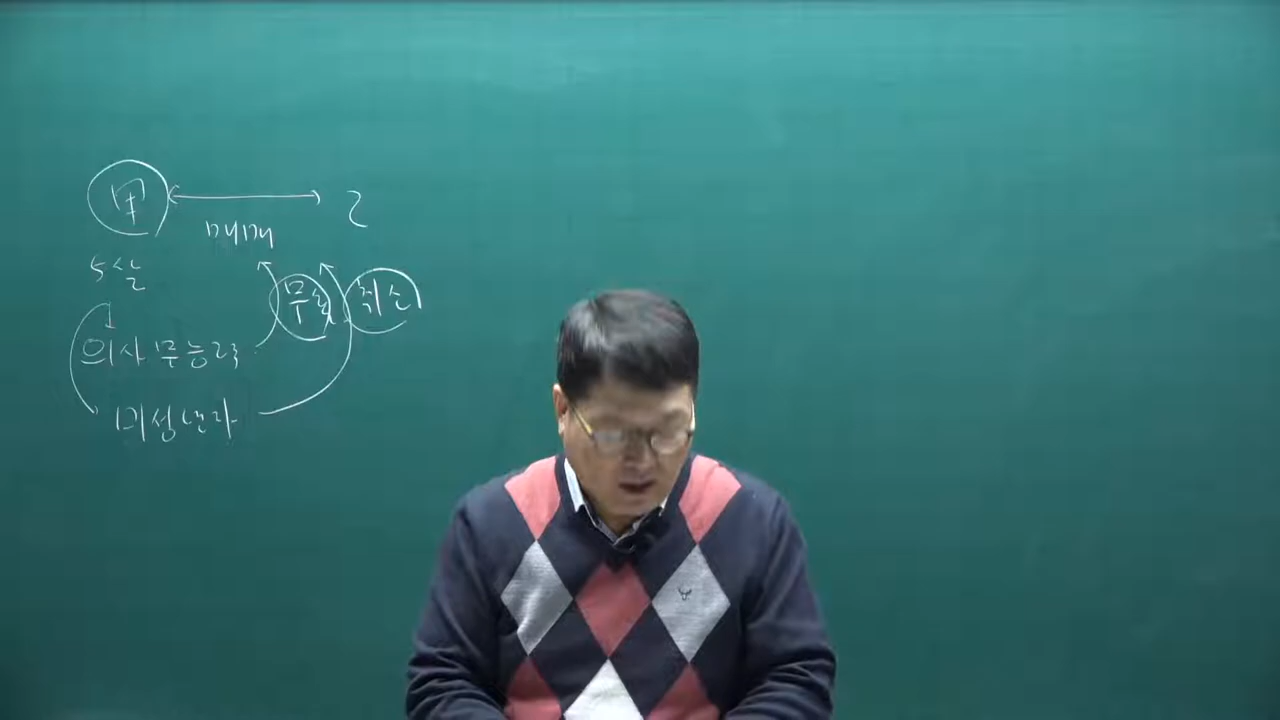 甲 乙
매매
5살
무효 취소
의사무능력
미성년자